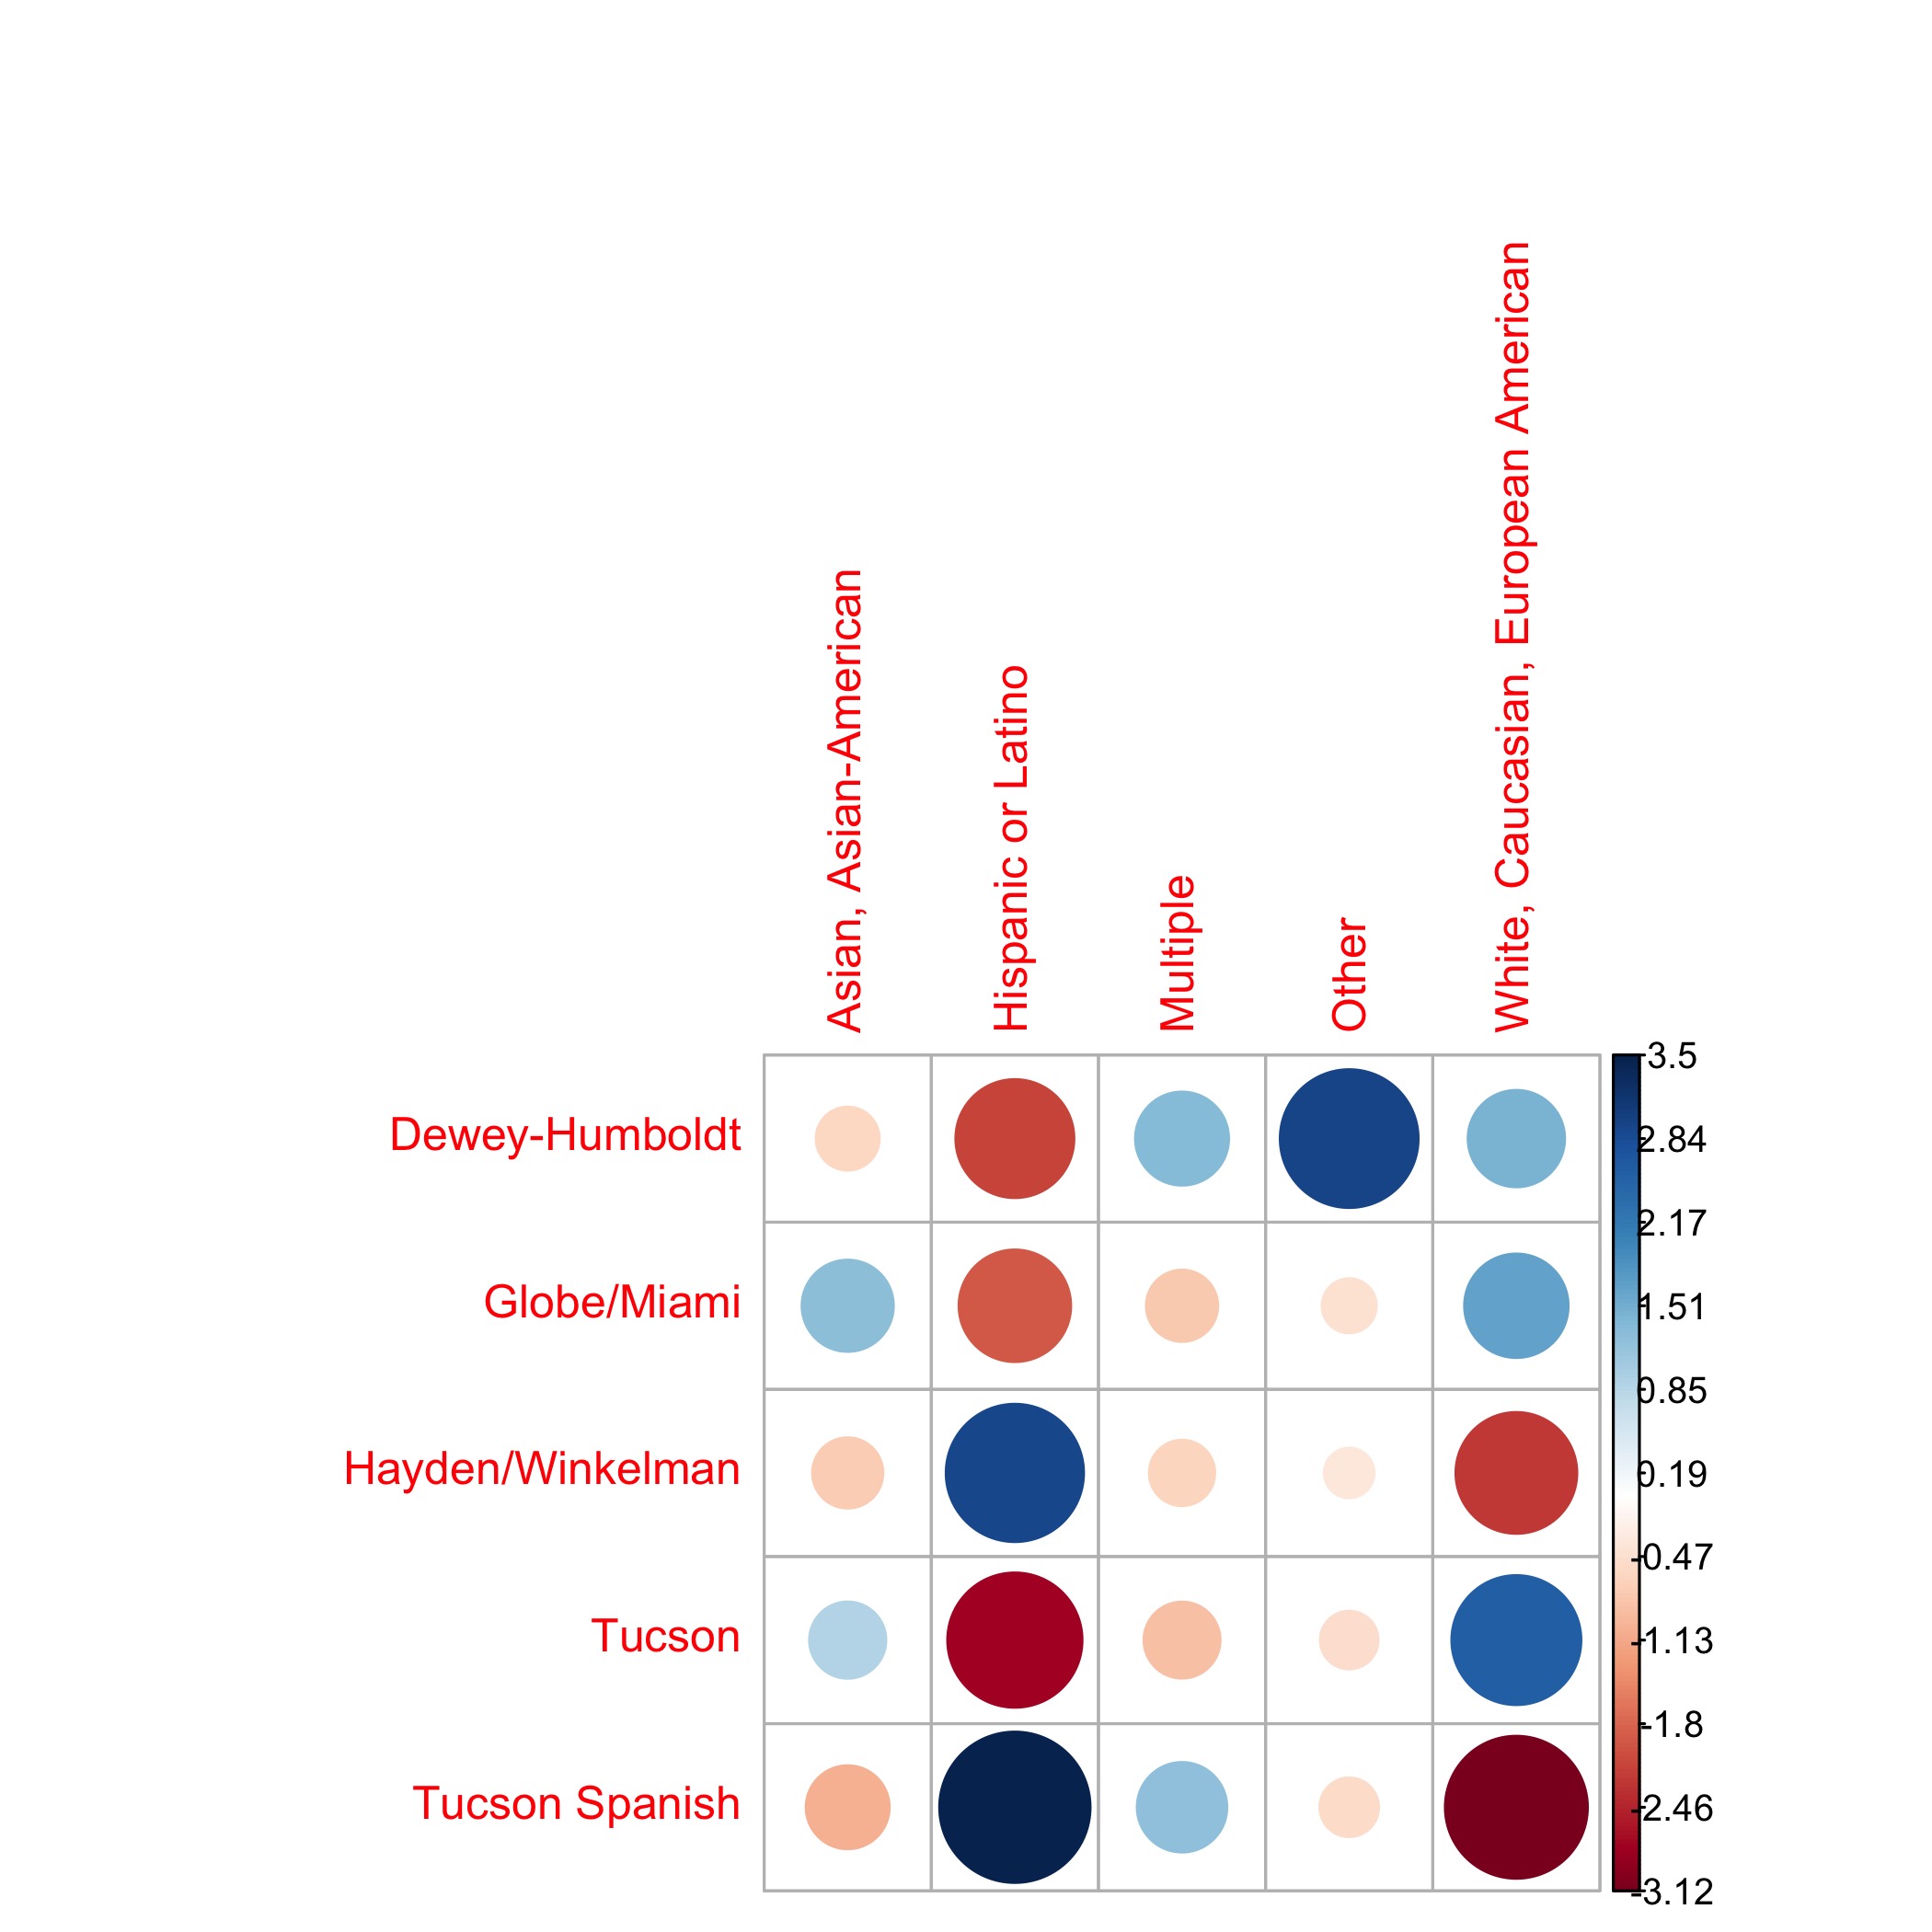 Asian, Asian-American
Hispanic or Latino
Multiple
Other
White, Caucasian, European American
Dewey-Humboldt
Globe/Miami
Hayden/Winkelman
Tucson
Tucson Spanish
3.5
2.84
2.17
1.51
0.85
0.19
-0.47
-1.13
-1.8
-2.46
-3.12